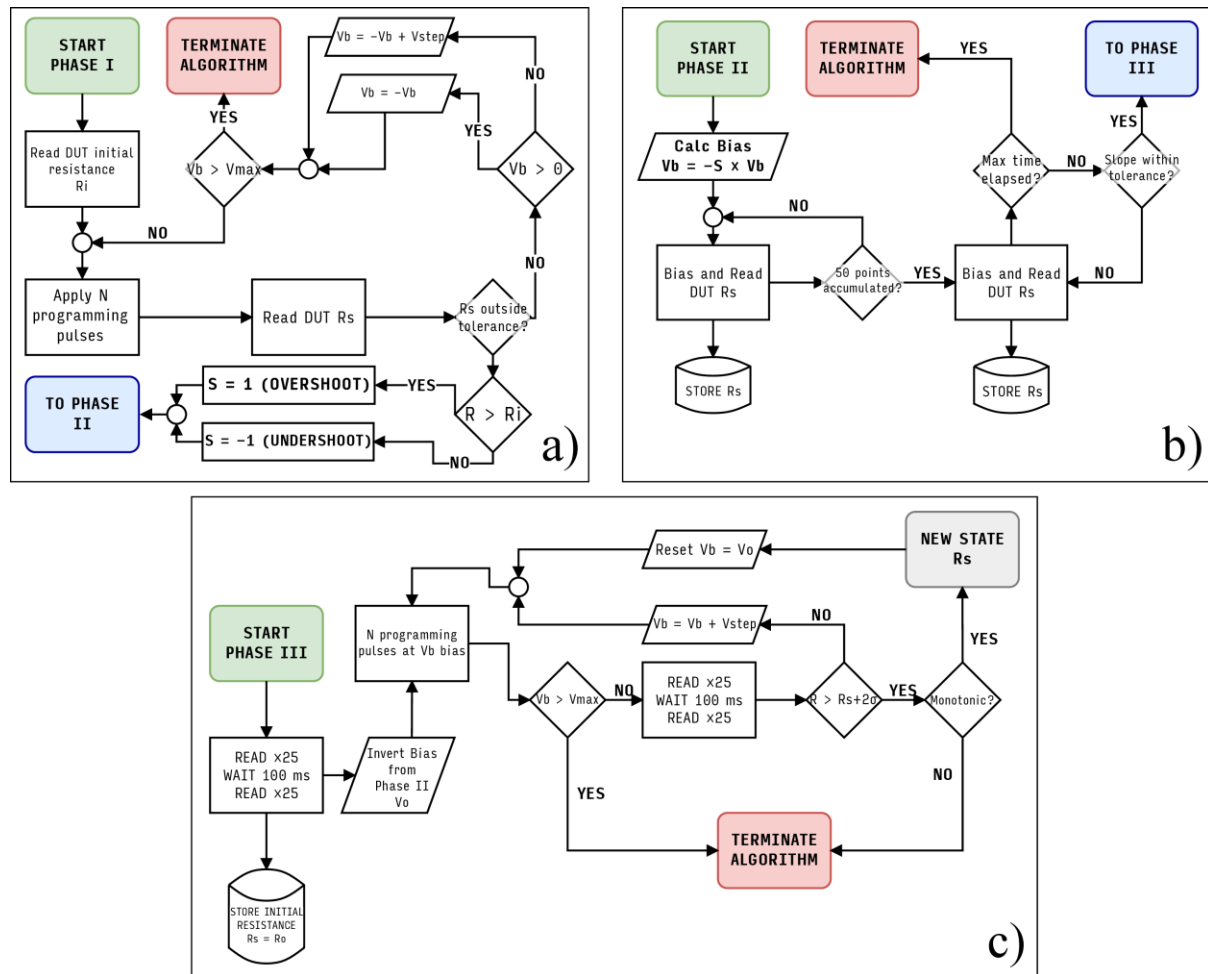 START
PHASE I
TERMINATE
ALGORITHM
Vb = -Vb + Vstep
Vb = -Vb
NO
YES
YES
Read DUT initial
resistance
Ri
Vb > Vmax
Vb > 0
NO
NO
Apply N
programming
pulses
Read DUT Rs
Rs outside
tolerance?
TO PHASE
II
S = 1 (OVERSHOOT)
YES
R > Ri
S = -1 (UNDERSHOOT)
NO
a)
START
PHASE II
TERMINATE
ALGORITHM
YES
TO PHASE
III
Calc Bias
Vb = -S × Vb
Max time
elapsed?
NO
YES
Slope within
tolerance?
NO
Bias and Read
DUT Rs
50 points
accumulated?
YES
Bias and Read
DUT Rs
NO
STORE Rs
STORE Rs
b)
Reset Vb = Vo
NEW STATE
Rs
START
PHASE III
N programming
pulses at Vb bias
Vb = Vb + Vstep
NO
YES
Vb > Vmax
NO
READ ×25
WAIT 100 ms
READ ×25
R > Rs+2σ
YES
Monotonic?
READ ×25
WAIT 100 ms
READ ×25
Invert Bias
from
Phase II
Vo
YES
NO
TERMINATE
ALGORITHM
STORE INITIAL
RESISTANCE
Rs = Ro
c)